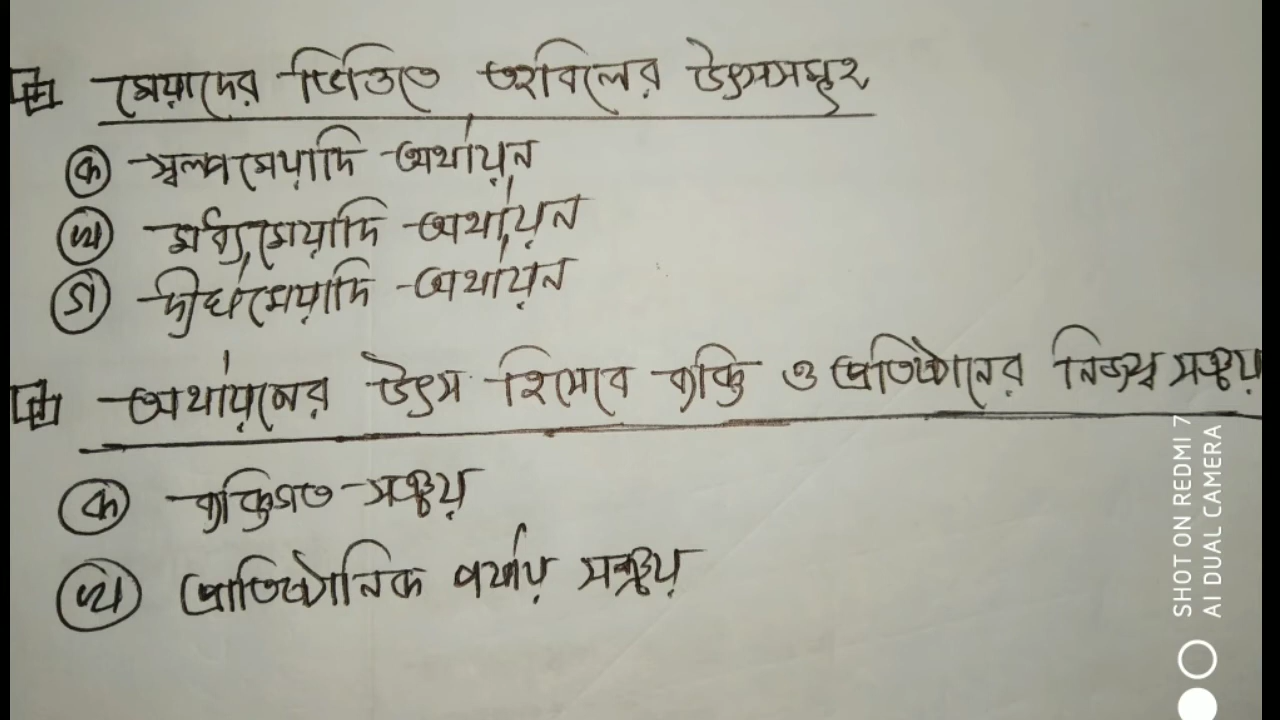 মেয়াদের ভিত্তিতে তহবিলের উৎসসমূহ
ক স্বল্পমেয়াদি অর্থায়ন
খ মধ্যমেয়াদি অর্থায়ন
গ দীর্ঘমেয়াদি অর্থায়ন
অর্থায়নের উৎস হিসেবে ব্যক্তি ও প্রতিষ্ঠানের নিজস্ব সঞ্চয়
ক ব্যক্তিগত সঞ্চয়
খ প্রাতিষ্ঠানিক পর্যায় সঞ্চয়
SHOT ON REDMI 7
AI DUAL CAMERA